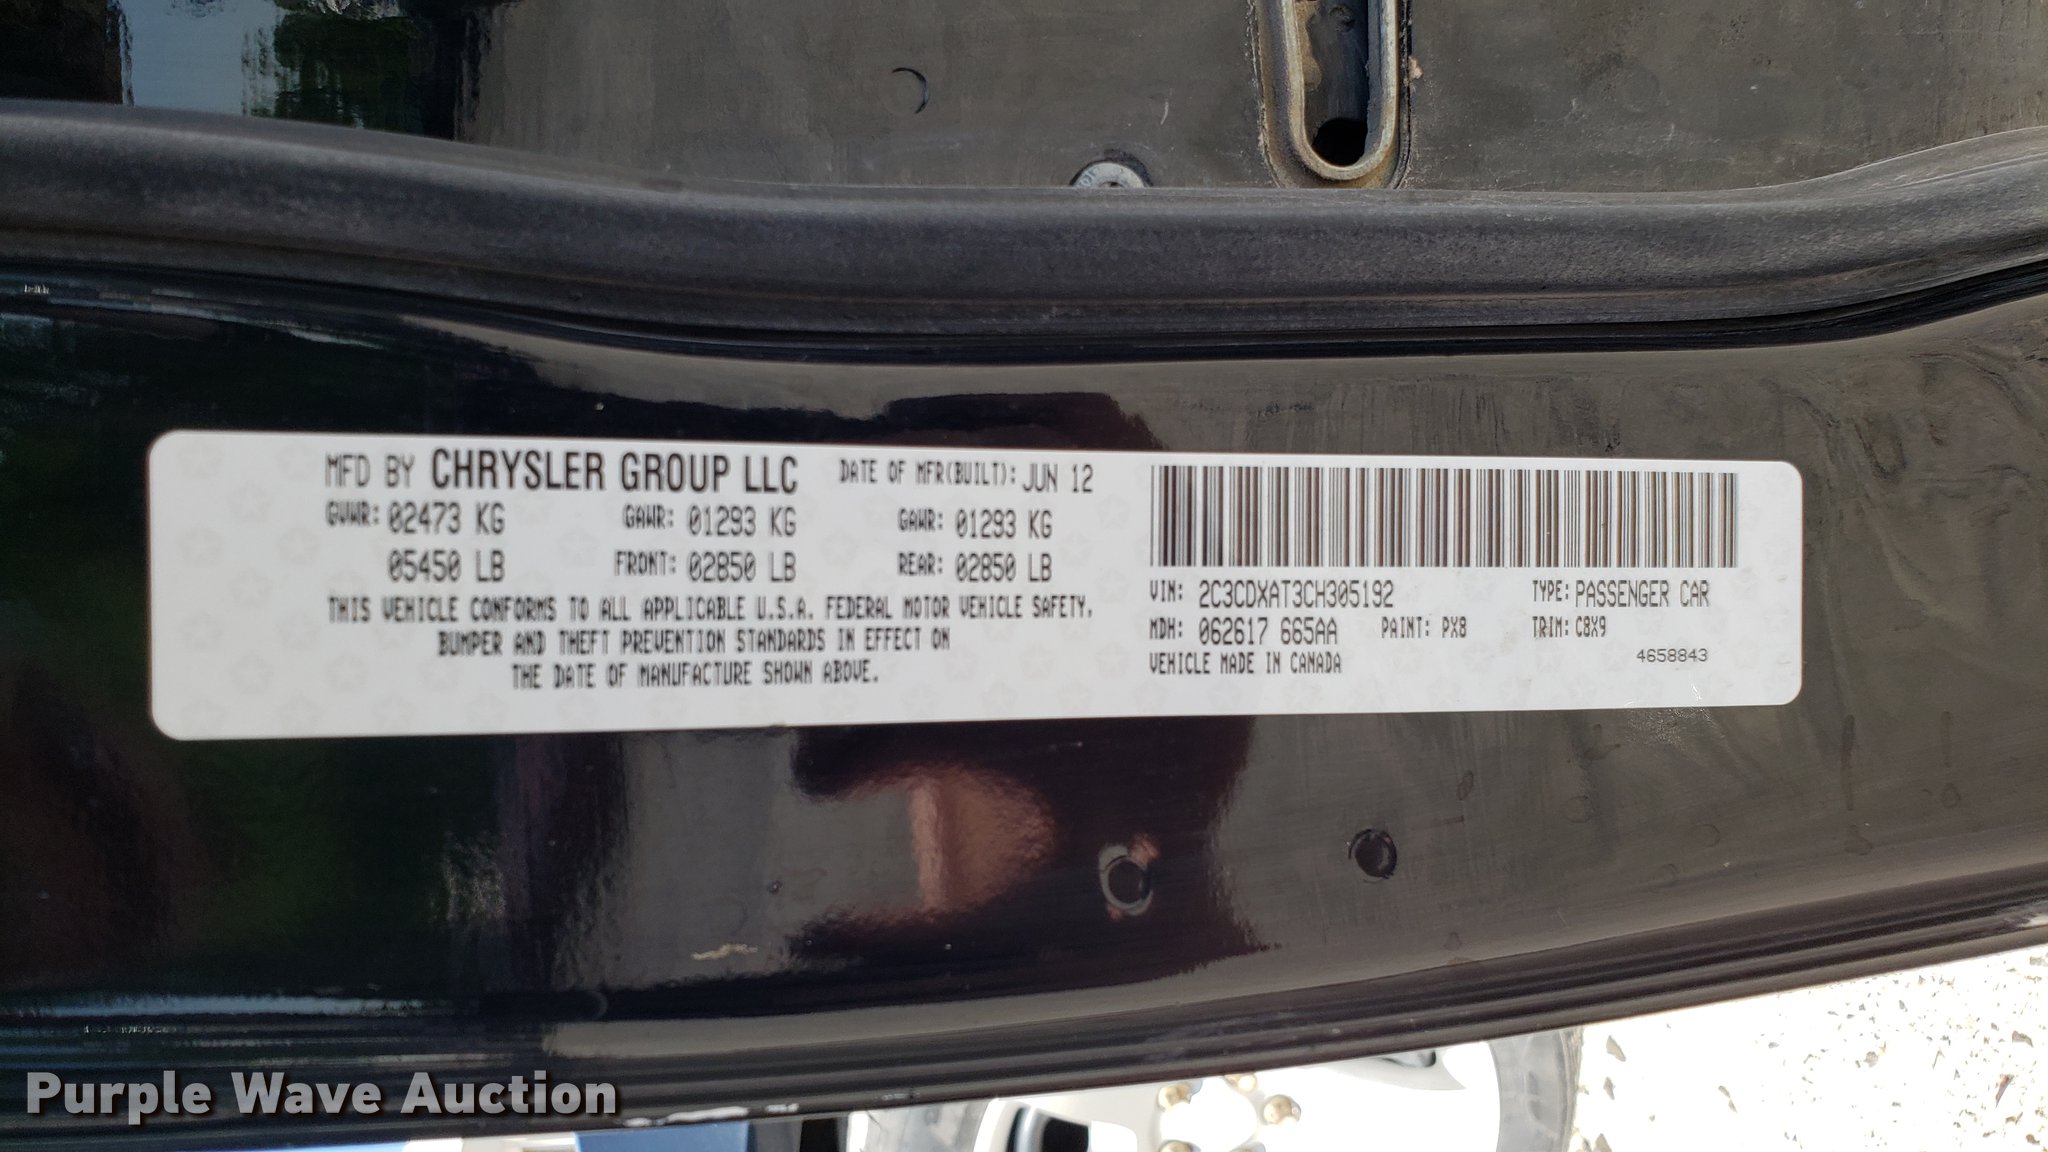 MFD BY CHRYSLER GROUP LLC DATE OF MFR(BUILT): JUN 12
GVWR: 02473 KG GAWR: 01293 KG GAWR: 01293 KG
05450 LB FRONT: 02850 LB REAR: 02850 LB
THIS VEHICLE CONFORMS TO ALL APPLICABLE U.S.A. FEDERAL MOTOR VEHICLE SAFETY.
BUMPER AND THEFT PREVENTION STANDARDS IN EFFECT ON
THE DATE OF MANUFACTURE SHOWN ABOVE.
VIN: 2C3CDXAT3CH305192 TYPE: PASSENGER CAR
MDH: 062617 665AA PAINT: PX8 TRIM: C8X9
VEHICLE MADE IN CANADA 4658843
Purple Wave Auction